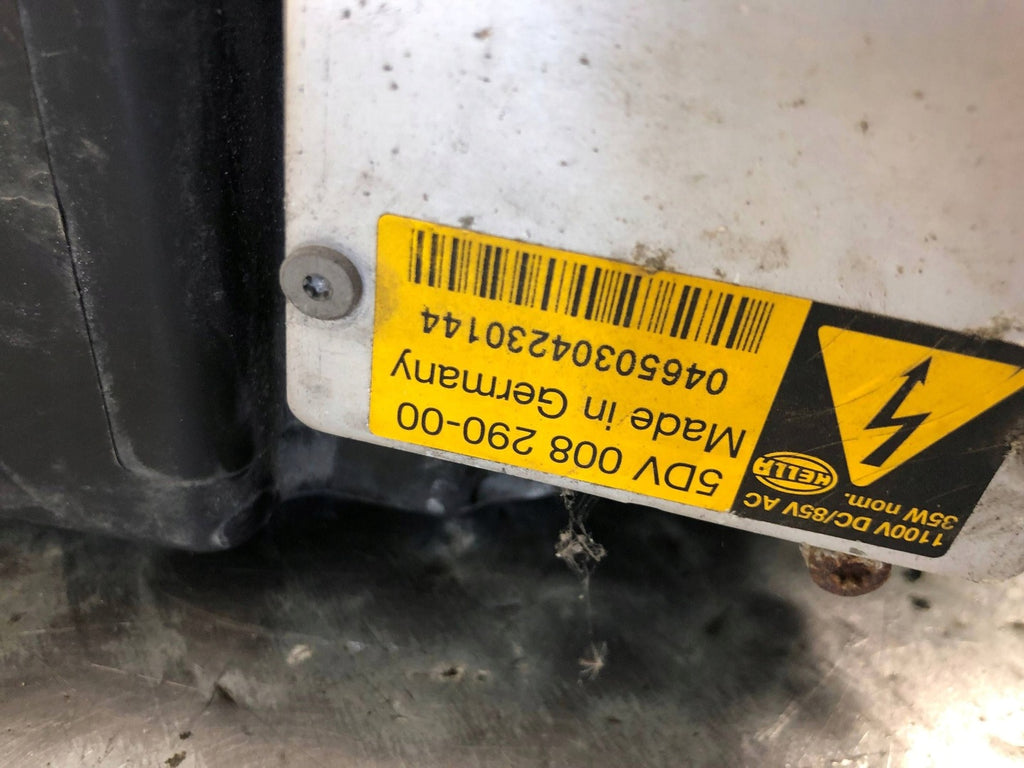 1100V DC/85V AC
35W nom.
HELLA
5DV 008 290-00
Made in Germany
04650304230144